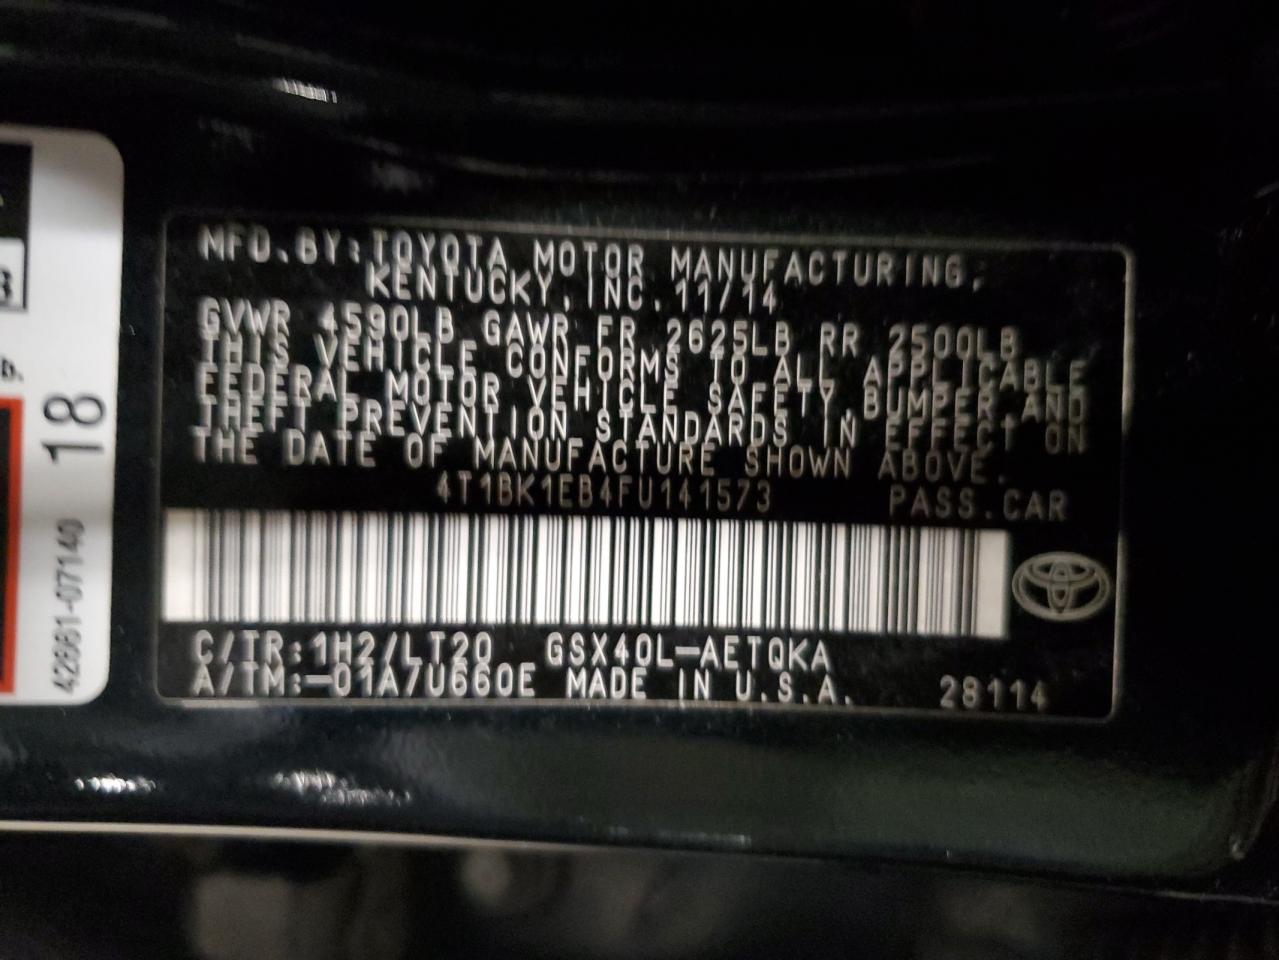 MFD.BY:TOYOTA MOTOR MANUFACTURING,
KENTUCKY,INC. 11/14
GVWR 4590LB GAWR FR 2625LB RR 2500LB
THIS VEHICLE CONFORMS TO ALL APPLICABLE
FEDERAL MOTOR VEHICLE SAFETY,BUMPER,AND
THEFT PREVENTION STANDARDS IN EFFECT ON
THE DATE OF MANUFACTURE SHOWN ABOVE.
4T1BK1EB4FU141573 PASS.CAR
C/TR:1H2/LT20 GSX40L-AETQKA
A/TM:-01A/U660E MADE IN U.S.A. 28114
b.
18
42661-07140